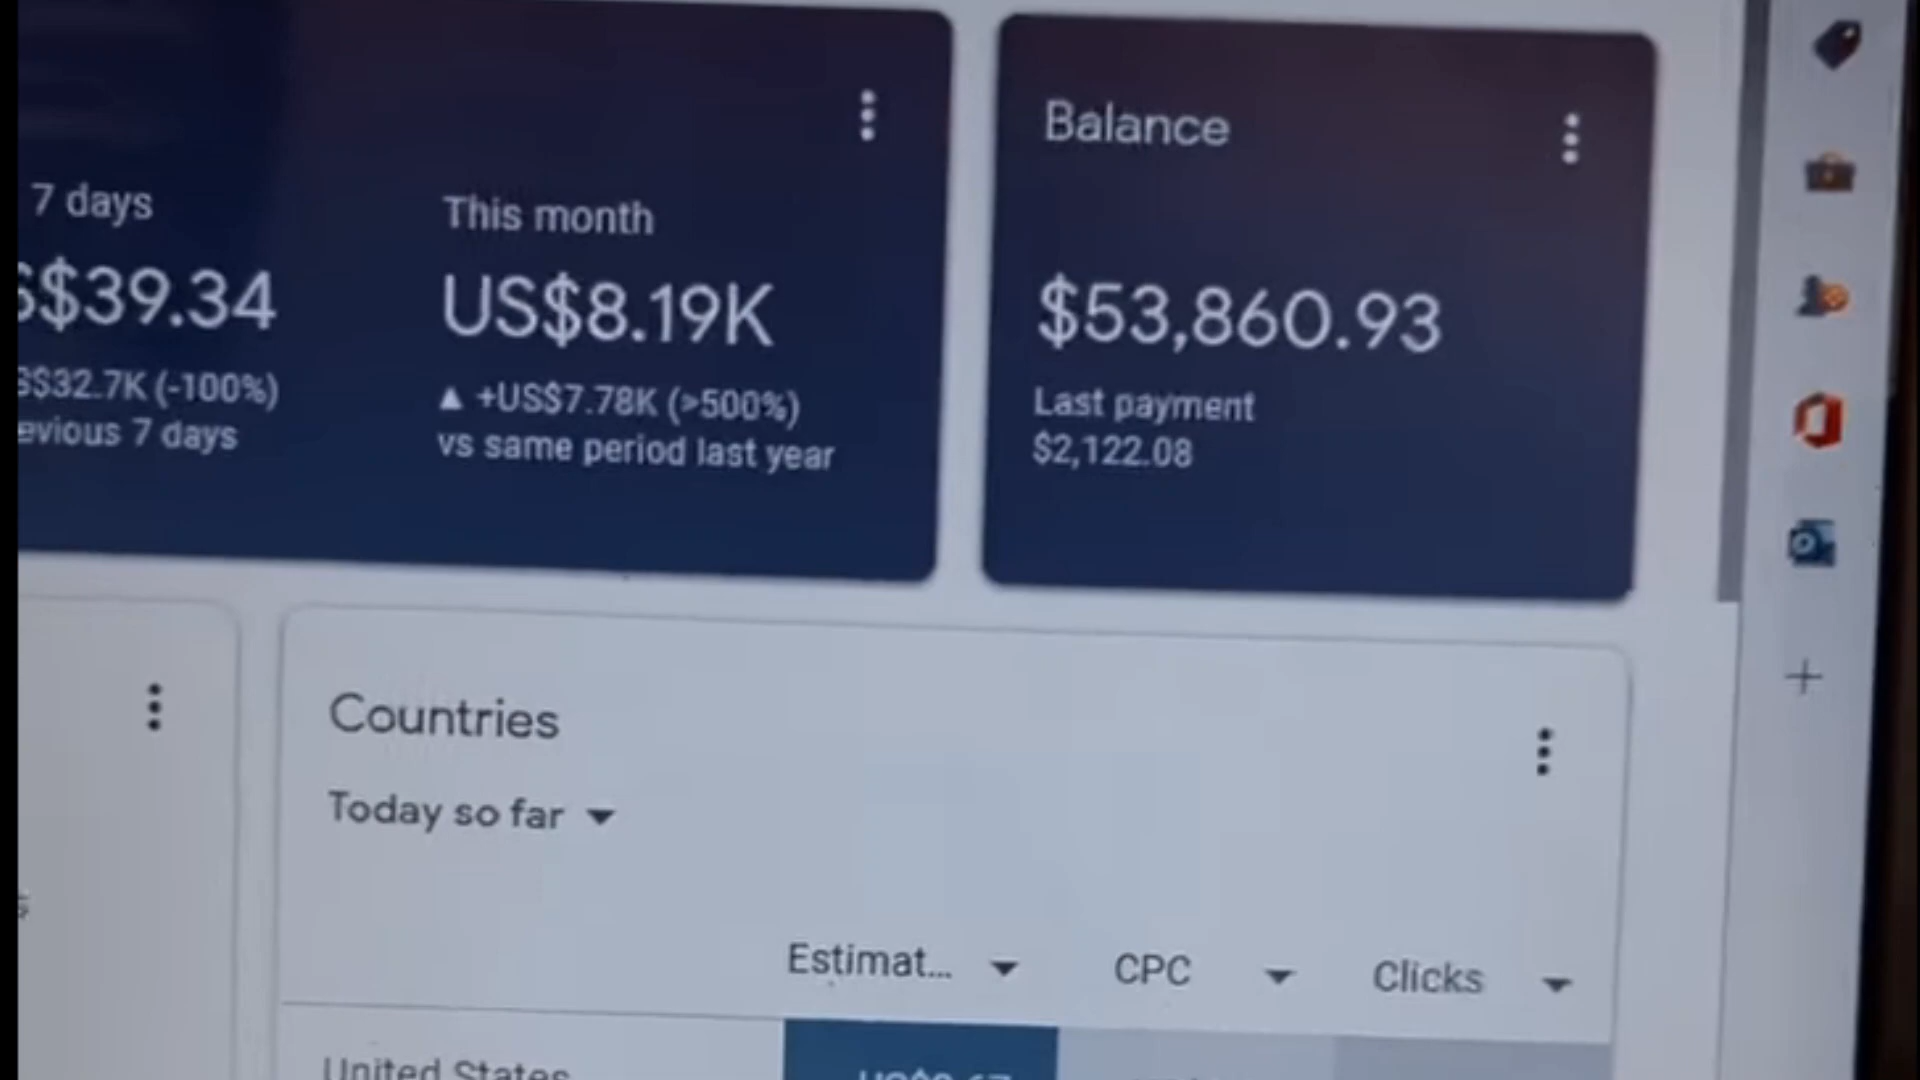 7 days
$39.34
$32.7K (-100%)
evious 7 days
This month
US$8.19K
▲ +US$7.78K (>500%)
vs same period last year
Balance
$53,860.93
Last payment
$2,122.08
Countries
Today so far
Estimat... CPC Clicks
United States